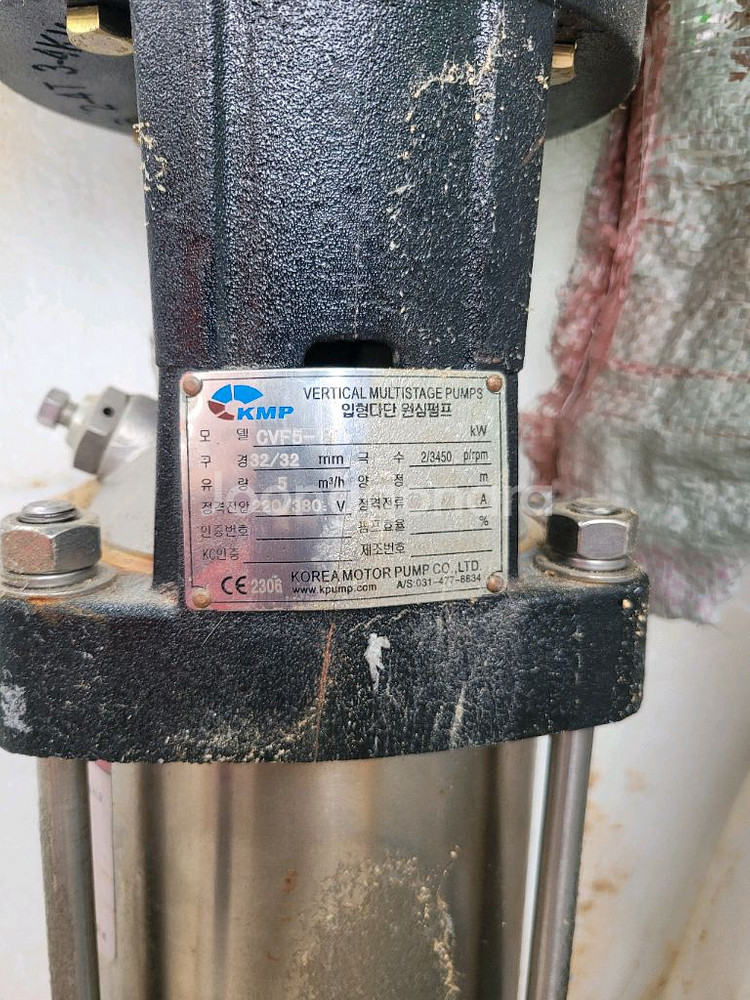 KMP
VERTICAL MULTISTAGE PUMPS
입형다단 원심펌프
모 델 CVF5- kW
구 경 32/32 mm 극 수 2/3450 p/rpm
유 량 5 m³/h 양 정 m
정격전압 220/380 V 정격전류 A
인증번호 펌프효율 %
KC인증 제조번호
CE 2306 KOREA MOTOR PUMP CO.,LTD.
www.kpump.com A/S:031-477-8834